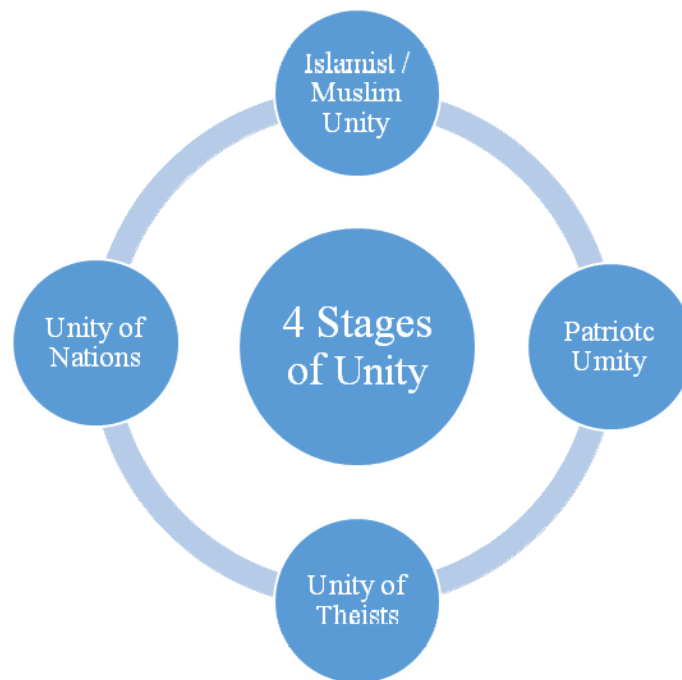 Islamist /
Muslim
Unity
Unity of
Nations
4 Stages
of Unity
Patriotc
Umity
Unity of
Theists